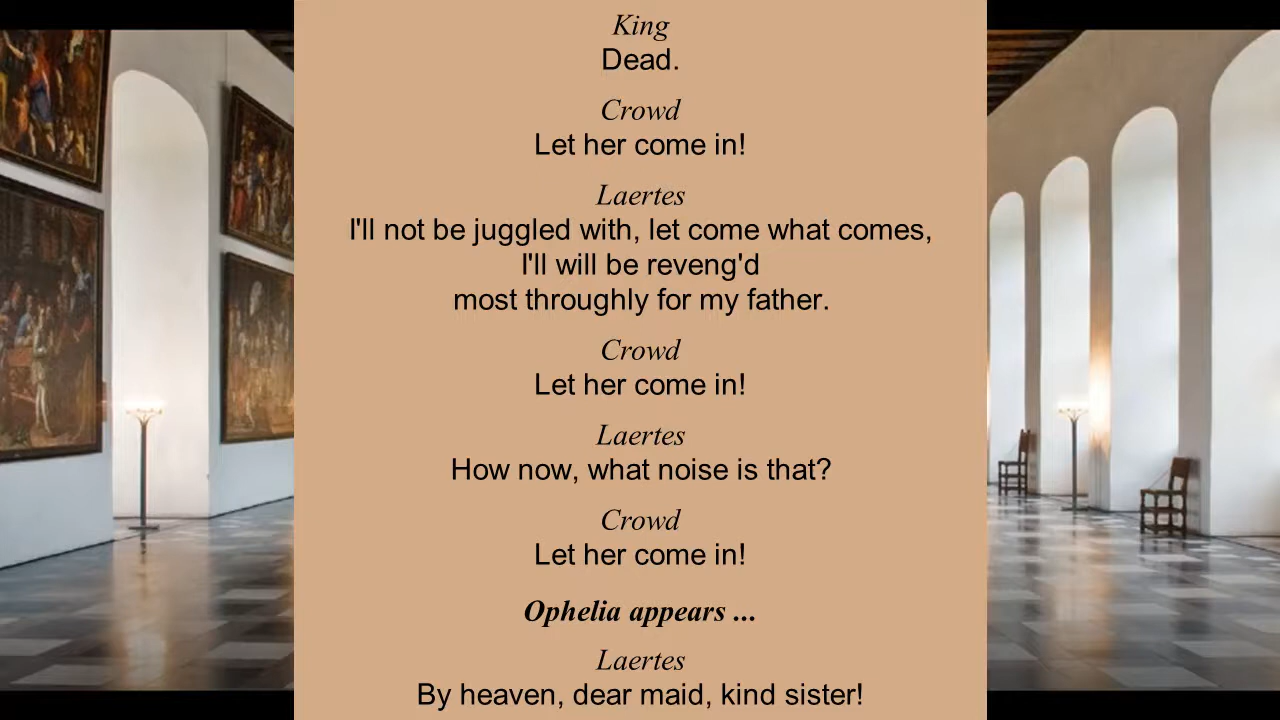 King
Dead.
Crowd
Let her come in!
Laertes
I'll not be juggled with, let come what comes,
I'll will be reveng'd
most throughly for my father.
Crowd
Let her come in!
Laertes
How now, what noise is that?
Crowd
Let her come in!
Ophelia appears ...
Laertes
By heaven, dear maid, kind sister!